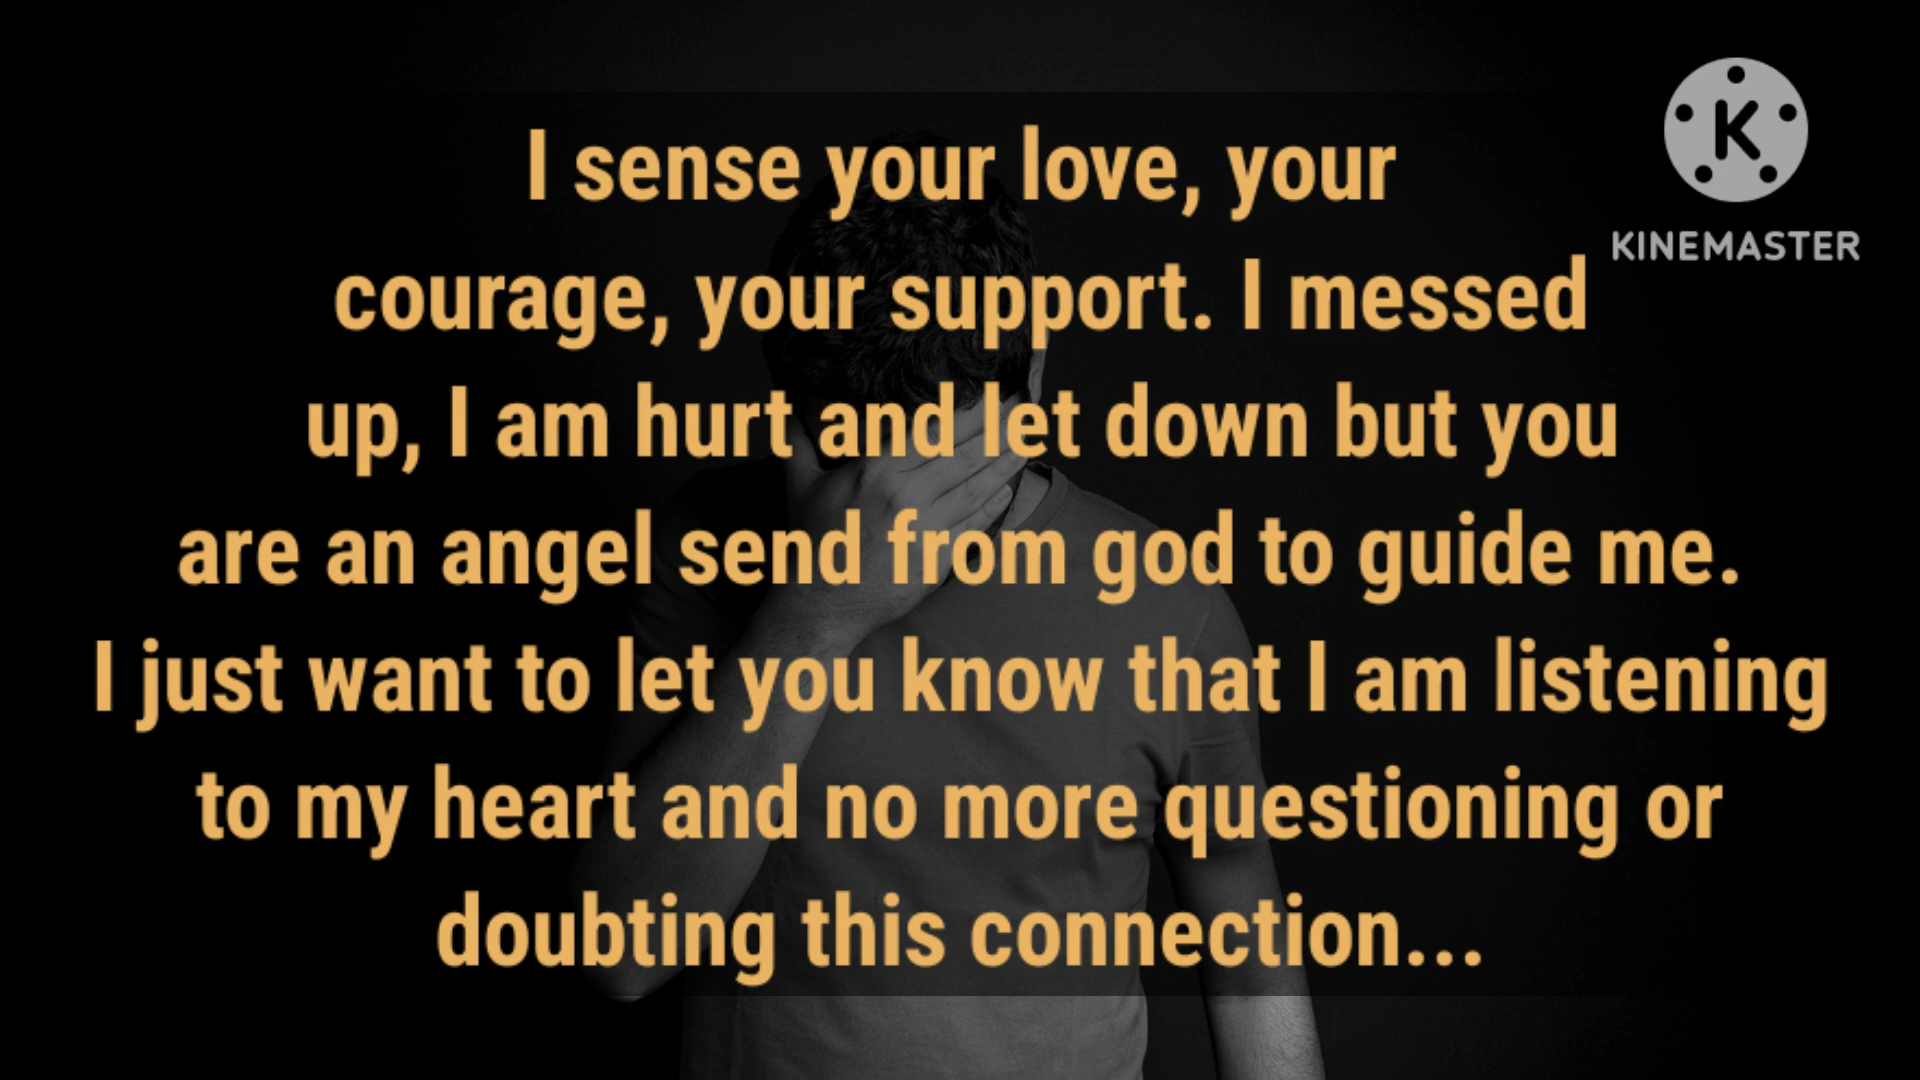 I sense your love, your
courage, your support. I messed
up, I am hurt and let down but you
are an angel send from god to guide me.
I just want to let you know that I am listening
to my heart and no more questioning or
doubting this connection...
K
KINEMASTER